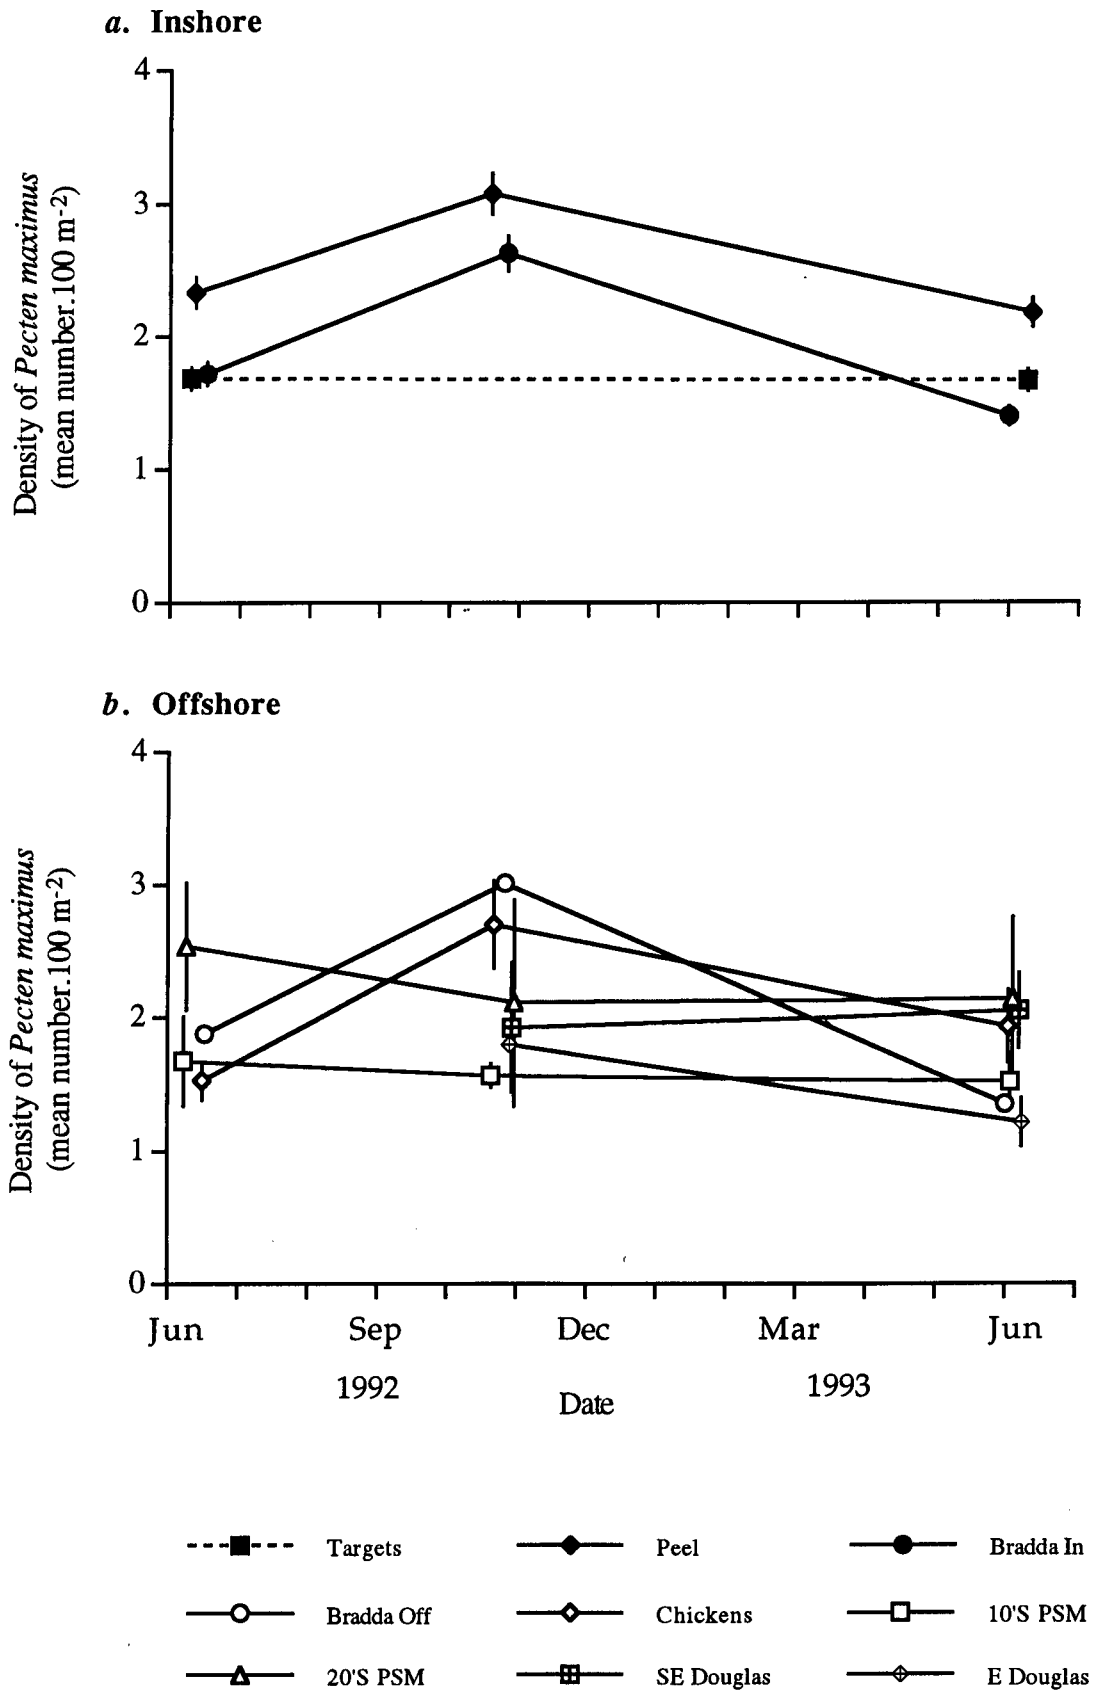 a. Inshore
4
3
2
1
0
Density of Pecten maximus
(mean number.100 m-2)
b. Offshore
4
3
2
1
0
Density of Pecten maximus
(mean number.100 m-2)
Jun Sep Dec Mar Jun
1992 1993
Date
Targets Peel Bradda In
Bradda Off Chickens 10'S PSM
20'S PSM SE Douglas E Douglas